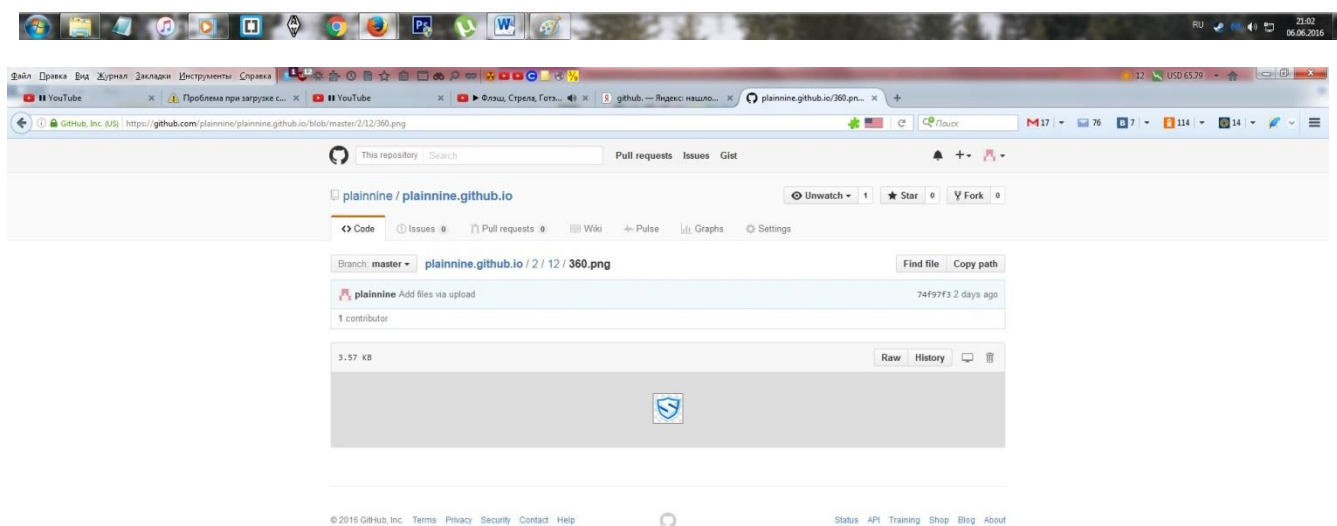 RU 21:02
06.06.2016
Файл Правка Вид Журнал Закладки Инструменты Справка 12 USD 65.79
YouTube Проблема при загрузке с... YouTube Флэш, Стрела, Готэ... github. — Яндекс: нашло... plainnine.github.io/360.pn...
GitHub, Inc. (US) https://github.com/plainnine/plainnine.github.io/blob/master/2/12/360.png Поиск 17 76 7 114 14
This repository Search Pull requests Issues Gist
plainnine / plainnine.github.io Unwatch 1 Star 0 Fork 0
Code Issues 0 Pull requests 0 Wiki Pulse Graphs Settings
Branch: master plainnine.github.io / 2 / 12 / 360.png Find file Copy path
plainnine Add files via upload 74f97f3 2 days ago
1 contributor
3.57 KB Raw History
© 2016 GitHub, Inc. Terms Privacy Security Contact Help Status API Training Shop Blog About